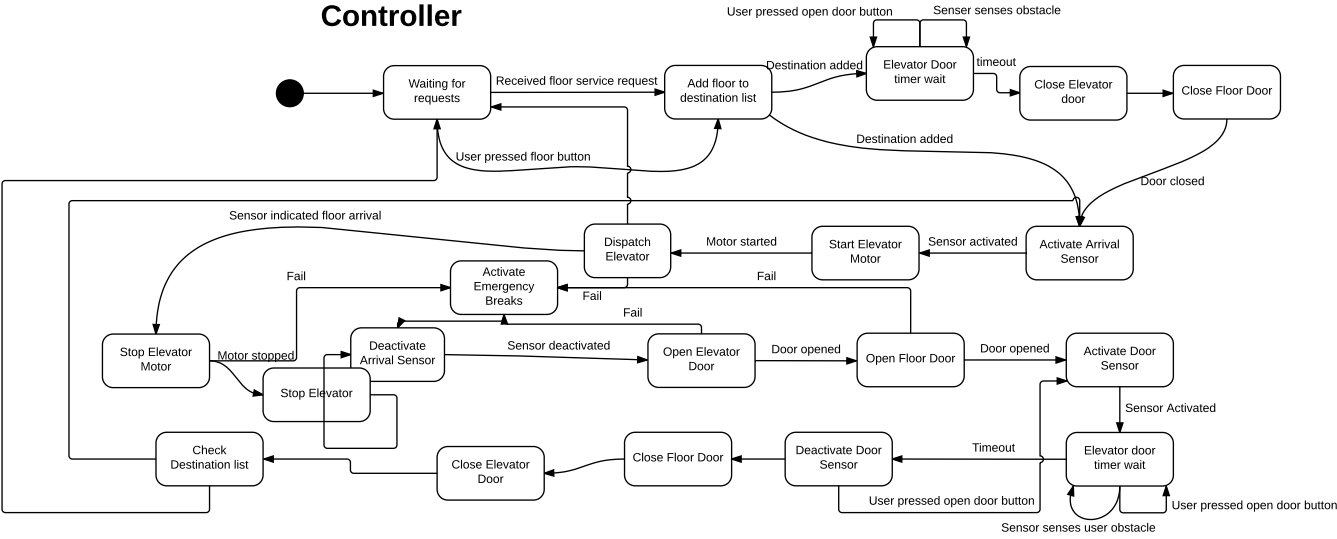 Controller
User pressed open door button
Senser senses obstacle
Waiting for
requests
Received floor service request
Add floor to
destination list
Destination added
Elevator Door
timer wait
timeout
Close Elevator
door
Close Floor Door
User pressed floor button
Destination added
Door closed
Sensor indicated floor arrival
Dispatch
Elevator
Motor started
Start Elevator
Motor
Sensor activated
Activate Arrival
Sensor
Fail
Activate
Emergency
Breaks
Fail
Fail
Fail
Stop Elevator
Motor
Motor stopped
Deactivate
Arrival Sensor
Sensor deactivated
Open Elevator
Door
Door opened
Open Floor Door
Door opened
Activate Door
Sensor
Stop Elevator
Sensor Activated
Check
Destination list
Close Elevator
Door
Close Floor Door
Deactivate Door
Sensor
Timeout
Elevator door
timer wait
User pressed open door button
User pressed open door button
Sensor senses user obstacle